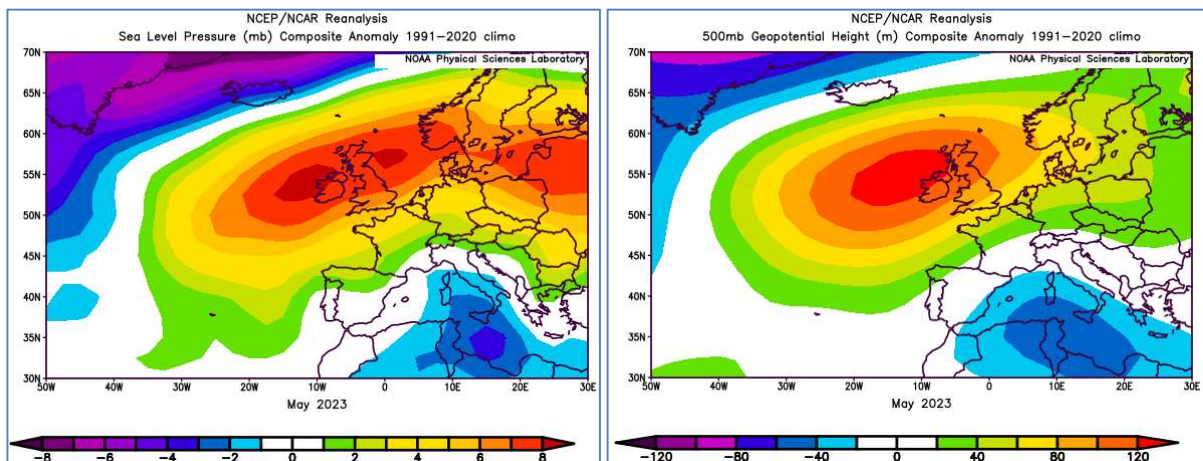 NCEP/NCAR Reanalysis
Sea Level Pressure (mb) Composite Anomaly 1991-2020 climo
NOAA Physical Sciences Laboratory
70N
65N
60N
55N
50N
45N
40N
35N
30N
50W 40W 30W 20W 10W 0 10E 20E 30E
May 2023
-8 -6 -4 -2 0 2 4 6 8
NCEP/NCAR Reanalysis
500mb Geopotential Height (m) Composite Anomaly 1991-2020 climo
NOAA Physical Sciences Laboratory
70N
65N
60N
55N
50N
45N
40N
35N
30N
50W 40W 30W 20W 10W 0 10E 20E 30E
May 2023
-120 -80 -40 0 40 80 120